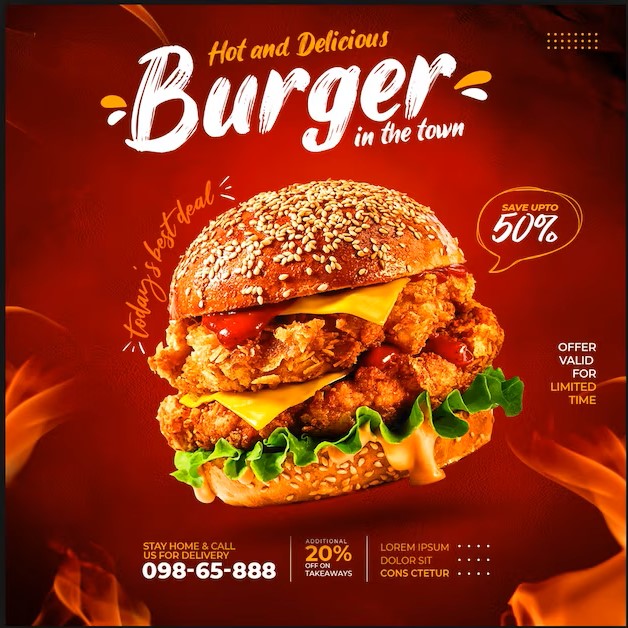 Hot and Delicious
Burger
in the town
today's best deal
SAVE UPTO
50%
OFFER
VALID
FOR
LIMITED
TIME
STAY HOME & CALL
US FOR DELIVERY
098-65-888
ADDITIONAL
20%
OFF ON
TAKEAWAYS
LOREM IPSUM
DOLOR SIT
CONS CTETUR